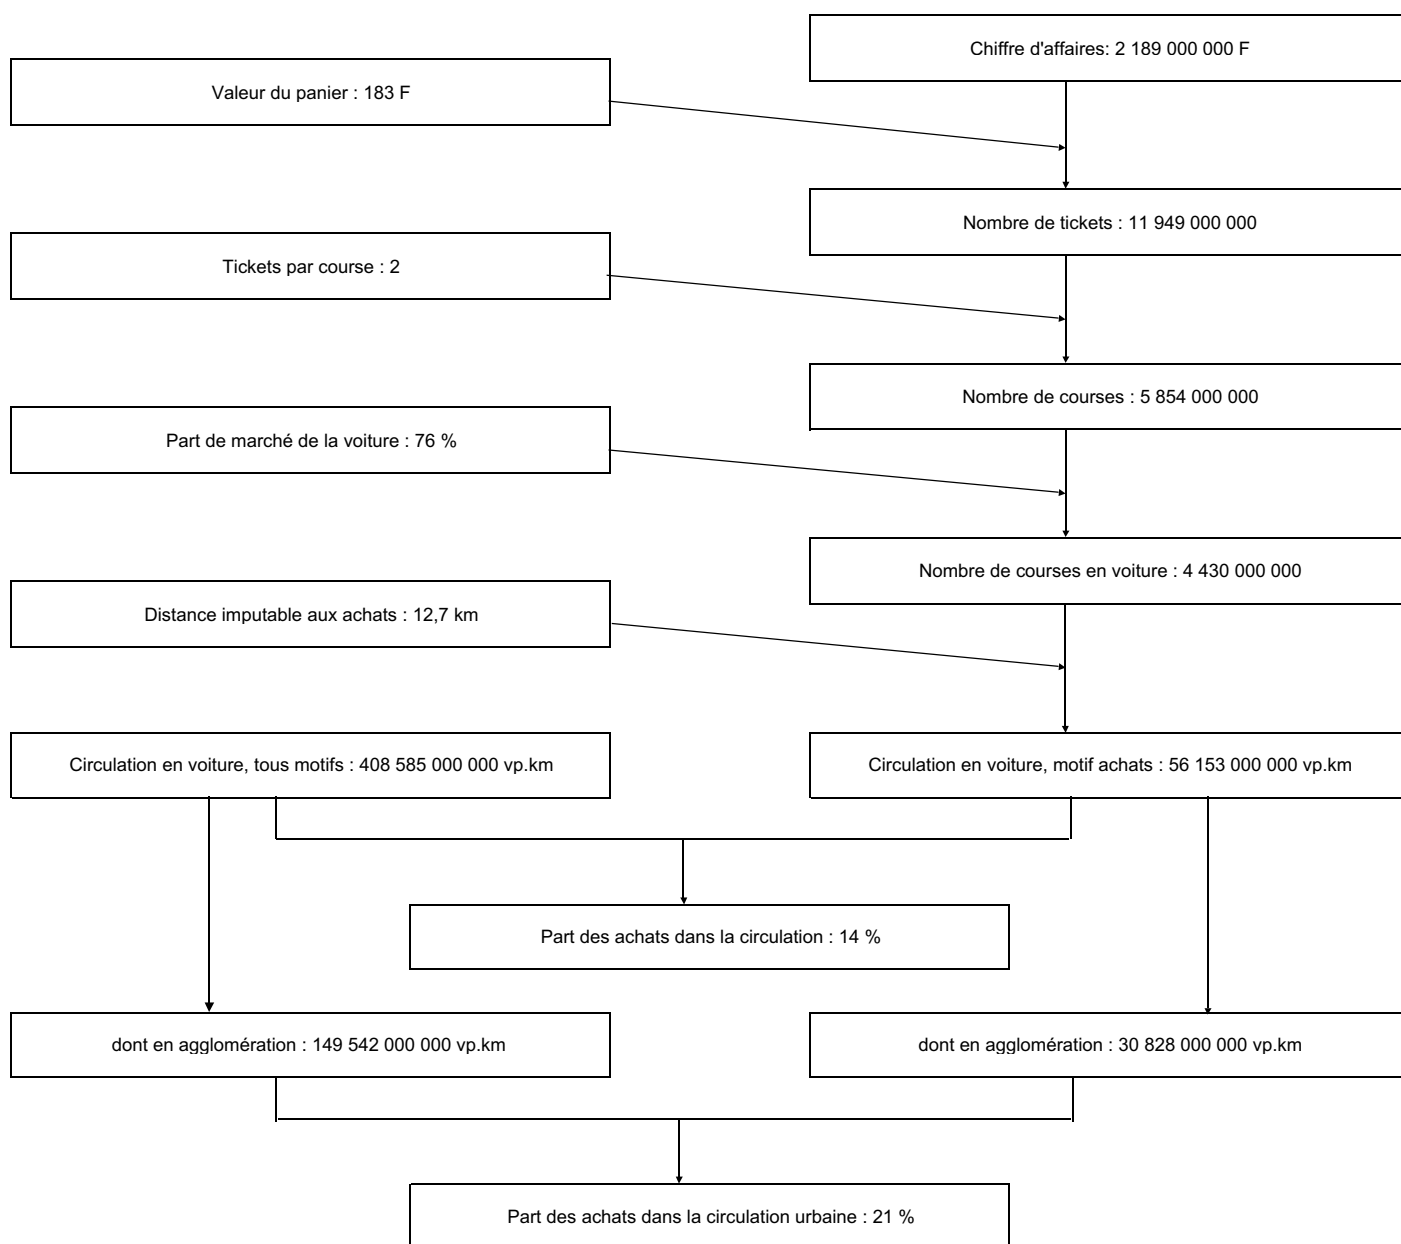 Chiffre d'affaires: 2 189 000 000 F
Valeur du panier : 183 F
Nombre de tickets : 11 949 000 000
Tickets par course : 2
Nombre de courses : 5 854 000 000
Part de marché de la voiture : 76 %
Nombre de courses en voiture : 4 430 000 000
Distance imputable aux achats : 12,7 km
Circulation en voiture, tous motifs : 408 585 000 000 vp.km
Circulation en voiture, motif achats : 56 153 000 000 vp.km
Part des achats dans la circulation : 14 %
dont en agglomération : 149 542 000 000 vp.km
dont en agglomération : 30 828 000 000 vp.km
Part des achats dans la circulation urbaine : 21 %